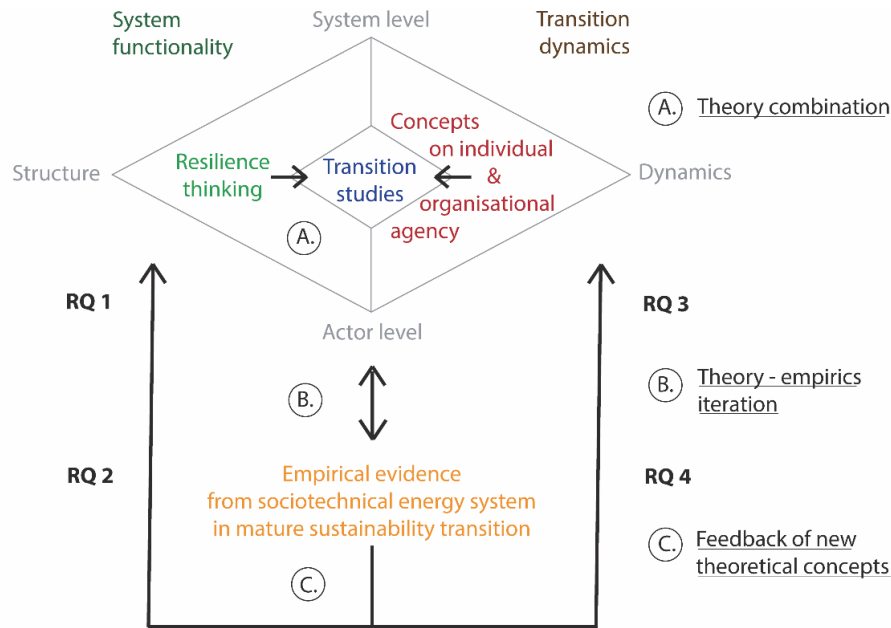 System
functionality
System level
Transition
dynamics
A.
Theory combination
Structure
Resilience
thinking
Transition
studies
Concepts
on individual
&
organisational
agency
Dynamics
A.
RQ 1
Actor level
RQ 3
B.
B.
Theory - empirics
iteration
RQ 2
Empirical evidence
from sociotechnical energy system
in mature sustainability transition
RQ 4
C.
C.
Feedback of new
theoretical concepts